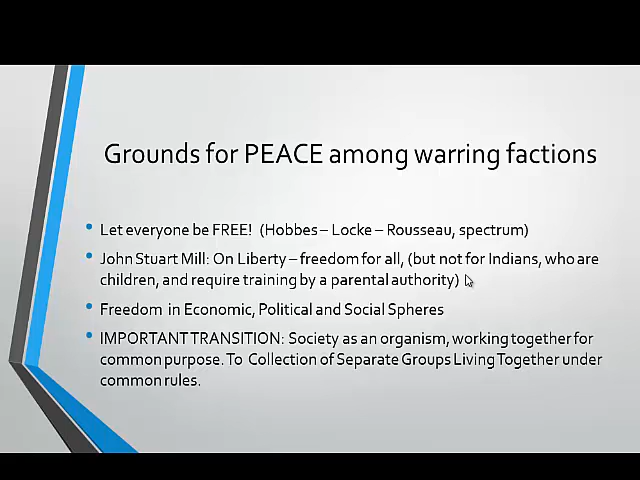 Grounds for PEACE among warring factions
Let everyone be FREE! (Hobbes – Locke – Rousseau, spectrum)
John Stuart Mill: On Liberty – freedom for all, (but not for Indians, who are
children, and require training by a parental authority)
Freedom in Economic, Political and Social Spheres
IMPORTANT TRANSITION: Society as an organism, working together for
common purpose. To Collection of Separate Groups Living Together under
common rules.